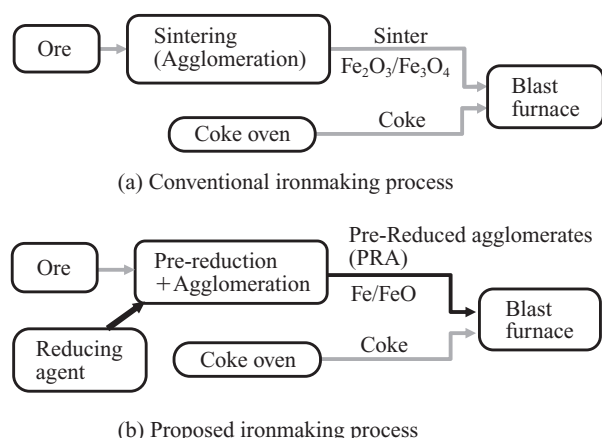 Ore
Sintering
(Agglomeration)
Sinter
Fe₂O₃/Fe₃O₄
Blast
furnace
Coke oven
Coke
(a) Conventional ironmaking process
Ore
Pre-reduction
+Agglomeration
Pre-Reduced agglomerates
(PRA)
Fe/FeO
Blast
furnace
Reducing
agent
Coke oven
Coke
(b) Proposed ironmaking process